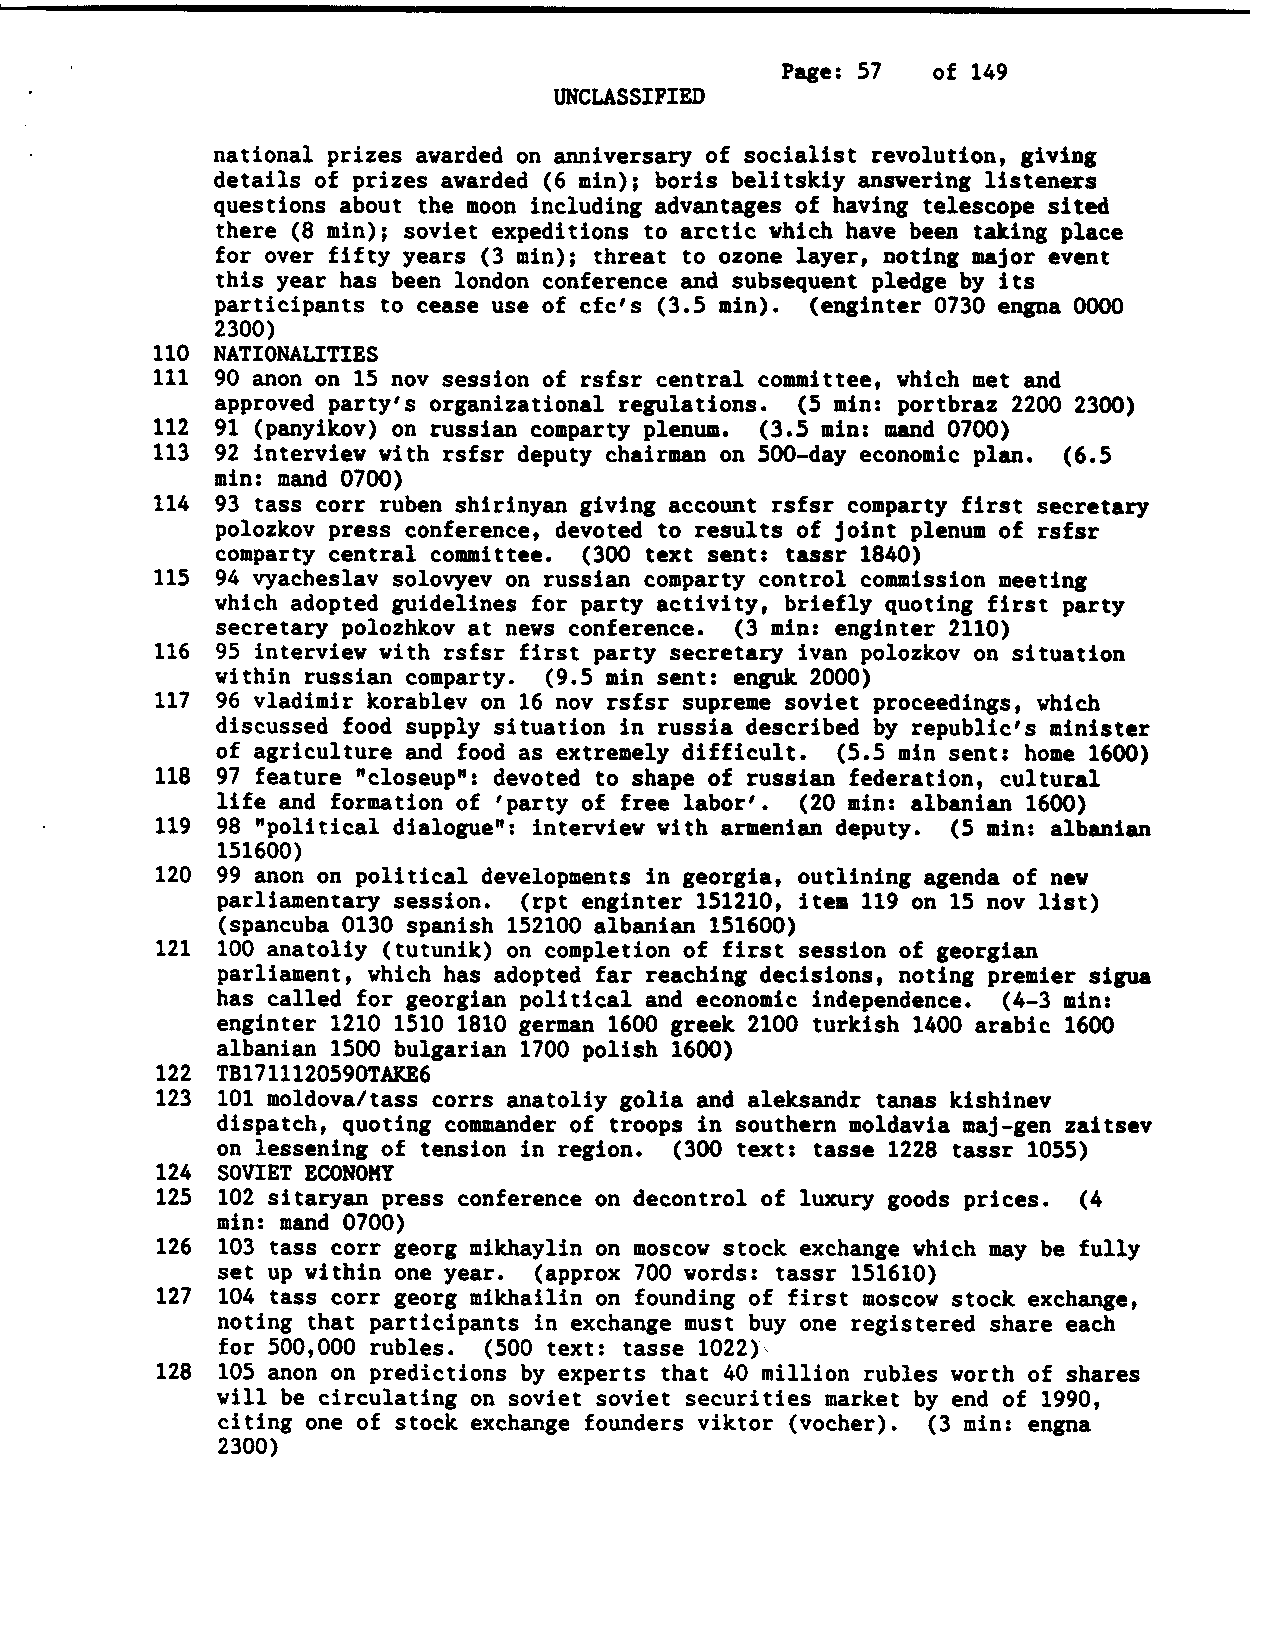 Page: 57 of 149
UNCLASSIFIED
national prizes awarded on anniversary of socialist revolution, giving
details of prizes awarded (6 min); boris belitskiy answering listeners
questions about the moon including advantages of having telescope sited
there (8 min); soviet expeditions to arctic which have been taking place
for over fifty years (3 min); threat to ozone layer, noting major event
this year has been london conference and subsequent pledge by its
participants to cease use of cfc's (3.5 min). (enginter 0730 engna 0000
2300)
110 NATIONALITIES
111 90 anon on 15 nov session of rsfsr central committee, which met and
approved party's organizational regulations. (5 min: portbraz 2200 2300)
112 91 (panyikov) on russian comparty plenum. (3.5 min: mand 0700)
113 92 interview with rsfsr deputy chairman on 500-day economic plan. (6.5
min: mand 0700)
114 93 tass corr ruben shirinyan giving account rsfsr comparty first secretary
polozkov press conference, devoted to results of joint plenum of rsfsr
comparty central committee. (300 text sent: tassr 1840)
115 94 vyacheslav solovyev on russian comparty control commission meeting
which adopted guidelines for party activity, briefly quoting first party
secretary polozhkov at news conference. (3 min: enginter 2110)
116 95 interview with rsfsr first party secretary ivan polozkov on situation
within russian comparty. (9.5 min sent: enguk 2000)
117 96 vladimir korablev on 16 nov rsfsr supreme soviet proceedings, which
discussed food supply situation in russia described by republic's minister
of agriculture and food as extremely difficult. (5.5 min sent: home 1600)
118 97 feature "closeup": devoted to shape of russian federation, cultural
life and formation of 'party of free labor'. (20 min: albanian 1600)
119 98 "political dialogue": interview with armenian deputy. (5 min: albanian
151600)
120 99 anon on political developments in georgia, outlining agenda of new
parliamentary session. (rpt enginter 151210, item 119 on 15 nov list)
(spancuba 0130 spanish 152100 albanian 151600)
121 100 anatoliy (tutunik) on completion of first session of georgian
parliament, which has adopted far reaching decisions, noting premier sigua
has called for georgian political and economic independence. (4-3 min:
enginter 1210 1510 1810 german 1600 greek 2100 turkish 1400 arabic 1600
albanian 1500 bulgarian 1700 polish 1600)
122 TB1711120590TAKE6
123 101 moldova/tass corrs anatoliy golia and aleksandr tanas kishinev
dispatch, quoting commander of troops in southern moldavia maj-gen zaitsev
on lessening of tension in region. (300 text: tasse 1228 tassr 1055)
124 SOVIET ECONOMY
125 102 sitaryan press conference on decontrol of luxury goods prices. (4
min: mand 0700)
126 103 tass corr georg mikhaylin on moscow stock exchange which may be fully
set up within one year. (approx 700 words: tassr 151610)
127 104 tass corr georg mikhailin on founding of first moscow stock exchange,
noting that participants in exchange must buy one registered share each
for 500,000 rubles. (500 text: tasse 1022)
128 105 anon on predictions by experts that 40 million rubles worth of shares
will be circulating on soviet soviet securities market by end of 1990,
citing one of stock exchange founders viktor (vocher). (3 min: engna
2300)